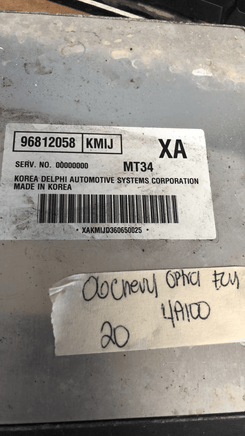 96812058 KMIJ XA
SERV. NO. 00000000 MT34
KOREA DELPHI AUTOMOTIVE SYSTEMS CORPORATION
MADE IN KOREA
• XAKMIJD360650025 •
06 Chevy Optra ECU
4A100
20